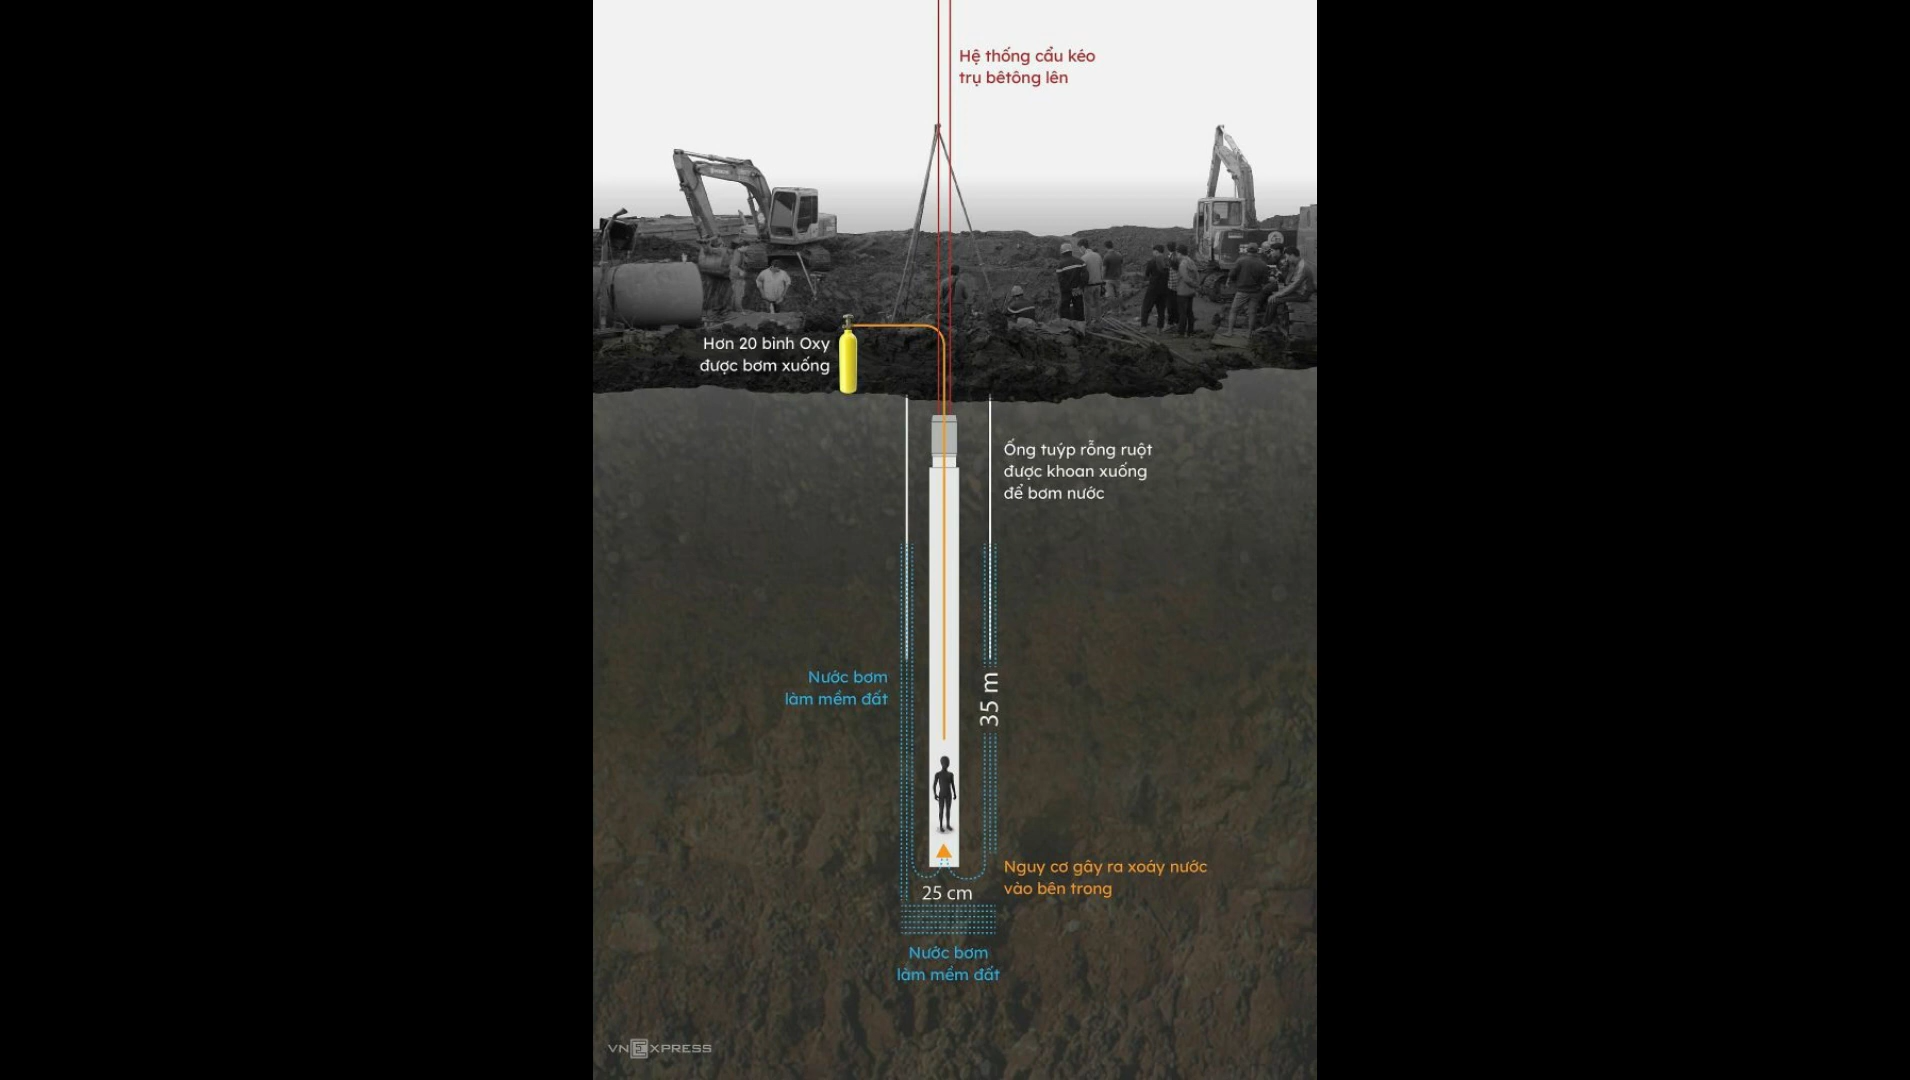 Hệ thống cẩu kéo
trụ bêtông lên
Hơn 20 bình Oxy
được bơm xuống
Ống tuýp rỗng ruột
được khoan xuống
để bơm nước
Nước bơm
làm mềm đất
35 m
Nguy cơ gây ra xoáy nước
vào bên trong
25 cm
Nước bơm
làm mềm đất
VNEXPRESS